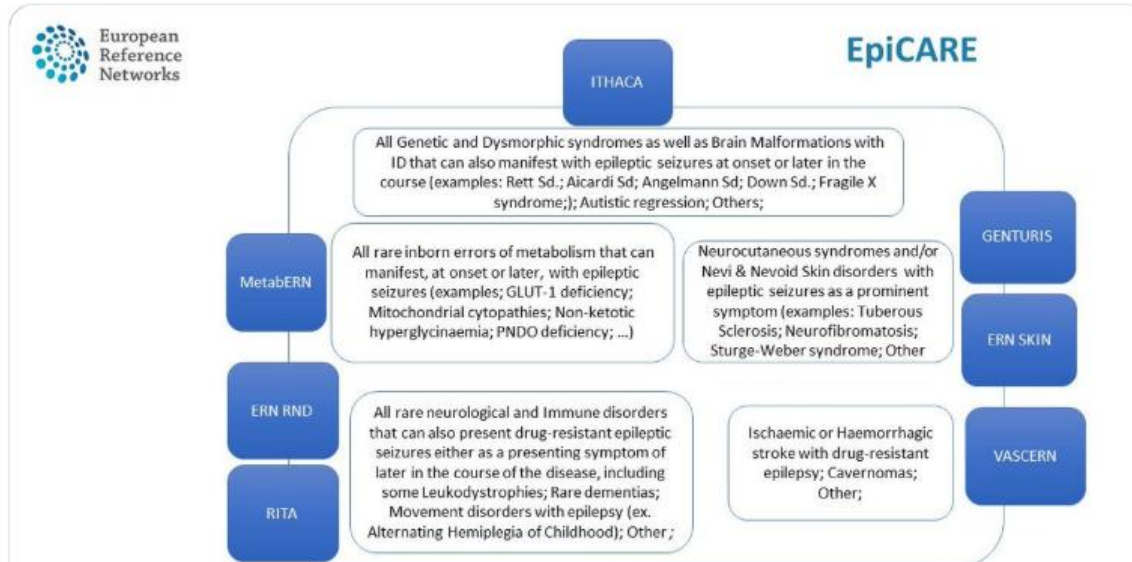 European
Reference
Networks
EpiCARE
ITHACA
All Genetic and Dysmorphic syndromes as well as Brain Malformations with
ID that can also manifest with epileptic seizures at onset or later in the
course (examples: Rett Sd.; Aicardi Sd; Angelmann Sd; Down Sd.; Fragile X
syndrome;); Autistic regression; Others;
MetabERN
All rare inborn errors of metabolism that can
manifest, at onset or later, with epileptic
seizures (examples; GLUT-1 deficiency;
Mitochondrial cytopathies; Non-ketotic
hyperglycinaemia; PNDO deficiency; ...)
Neurocutaneous syndromes and/or
Nevi & Nevoid Skin disorders with
epileptic seizures as a prominent
symptom (examples: Tuberous
Sclerosis; Neurofibromatosis;
Sturge-Weber syndrome; Other
GENTURIS
ERN SKIN
ERN RND
RITA
All rare neurological and Immune disorders
that can also present drug-resistant epileptic
seizures either as a presenting symptom of
later in the course of the disease, including
some Leukodystrophies; Rare dementias;
Movement disorders with epilepsy (ex.
Alternating Hemiplegia of Childhood); Other ;
Ischaemic or Haemorrhagic
stroke with drug-resistant
epilepsy; Cavernomas;
Other;
VASCERN